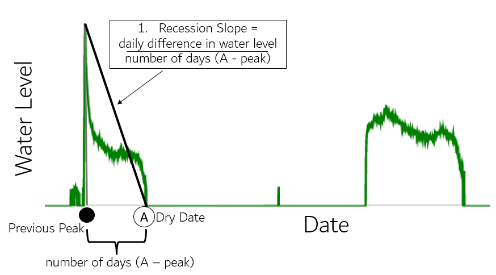 1. Recession Slope =
daily difference in water level
number of days (A - peak)
Water Level
A
Dry Date
Previous Peak
Date
number of days (A – peak)